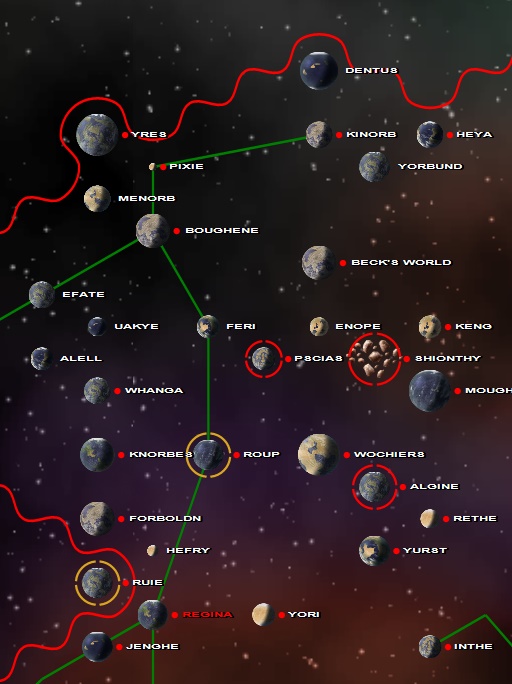 DENTUS
YRES
KINORB
HEYA
PIXIE
YORBUND
MENORB
BOUGHENE
BECK'S WORLD
EFATE
UAKYE
FERI
ENOPE
KENG
ALELL
PSCIAS
SHIONTHY
WHANGA
MOUGH
KNORBES
ROUP
WOCHIERS
ALGINE
FORBOLDN
RETHE
HEFRY
YURST
RUIE
REGINA
YORI
JENGHE
INTHE